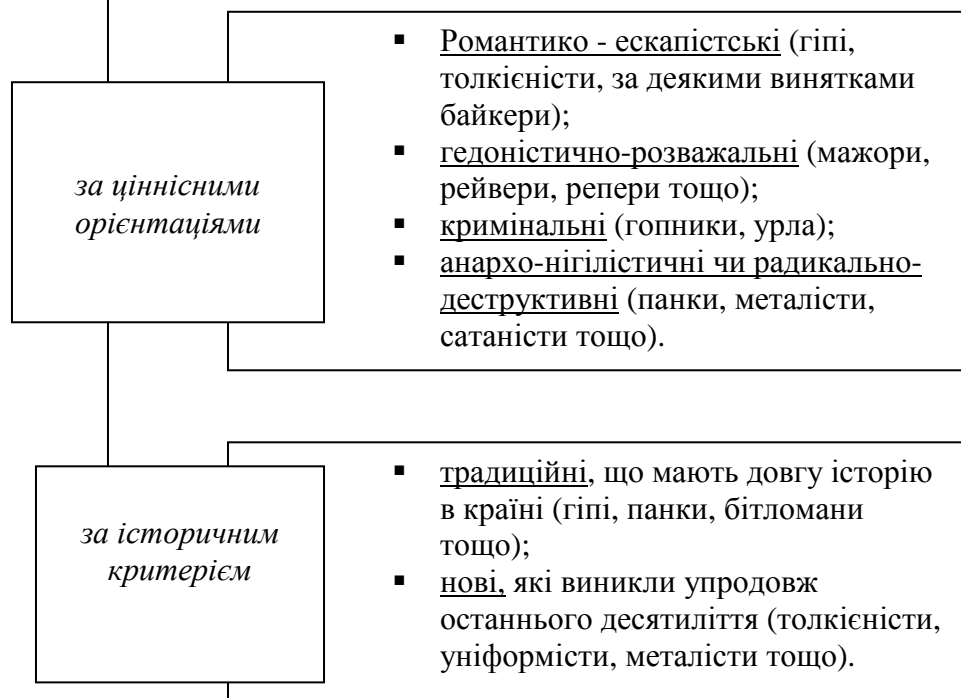 за ціннісними
орієнтаціями
▪ Романтико - ескапістські (гіпі,
толкієністи, за деякими винятками
байкери);
▪ гедоністично-розважальні (мажори,
рейвери, репери тощо);
▪ кримінальні (гопники, урла);
▪ анархо-нігілістичні чи радикально-
деструктивні (панки, металісти,
сатаністи тощо).
за історичним
критерієм
▪ традиційні, що мають довгу історію
в країні (гіпі, панки, бітломани
тощо);
▪ нові, які виникли упродовж
останнього десятиліття (толкієністи,
уніформісти, металісти тощо).